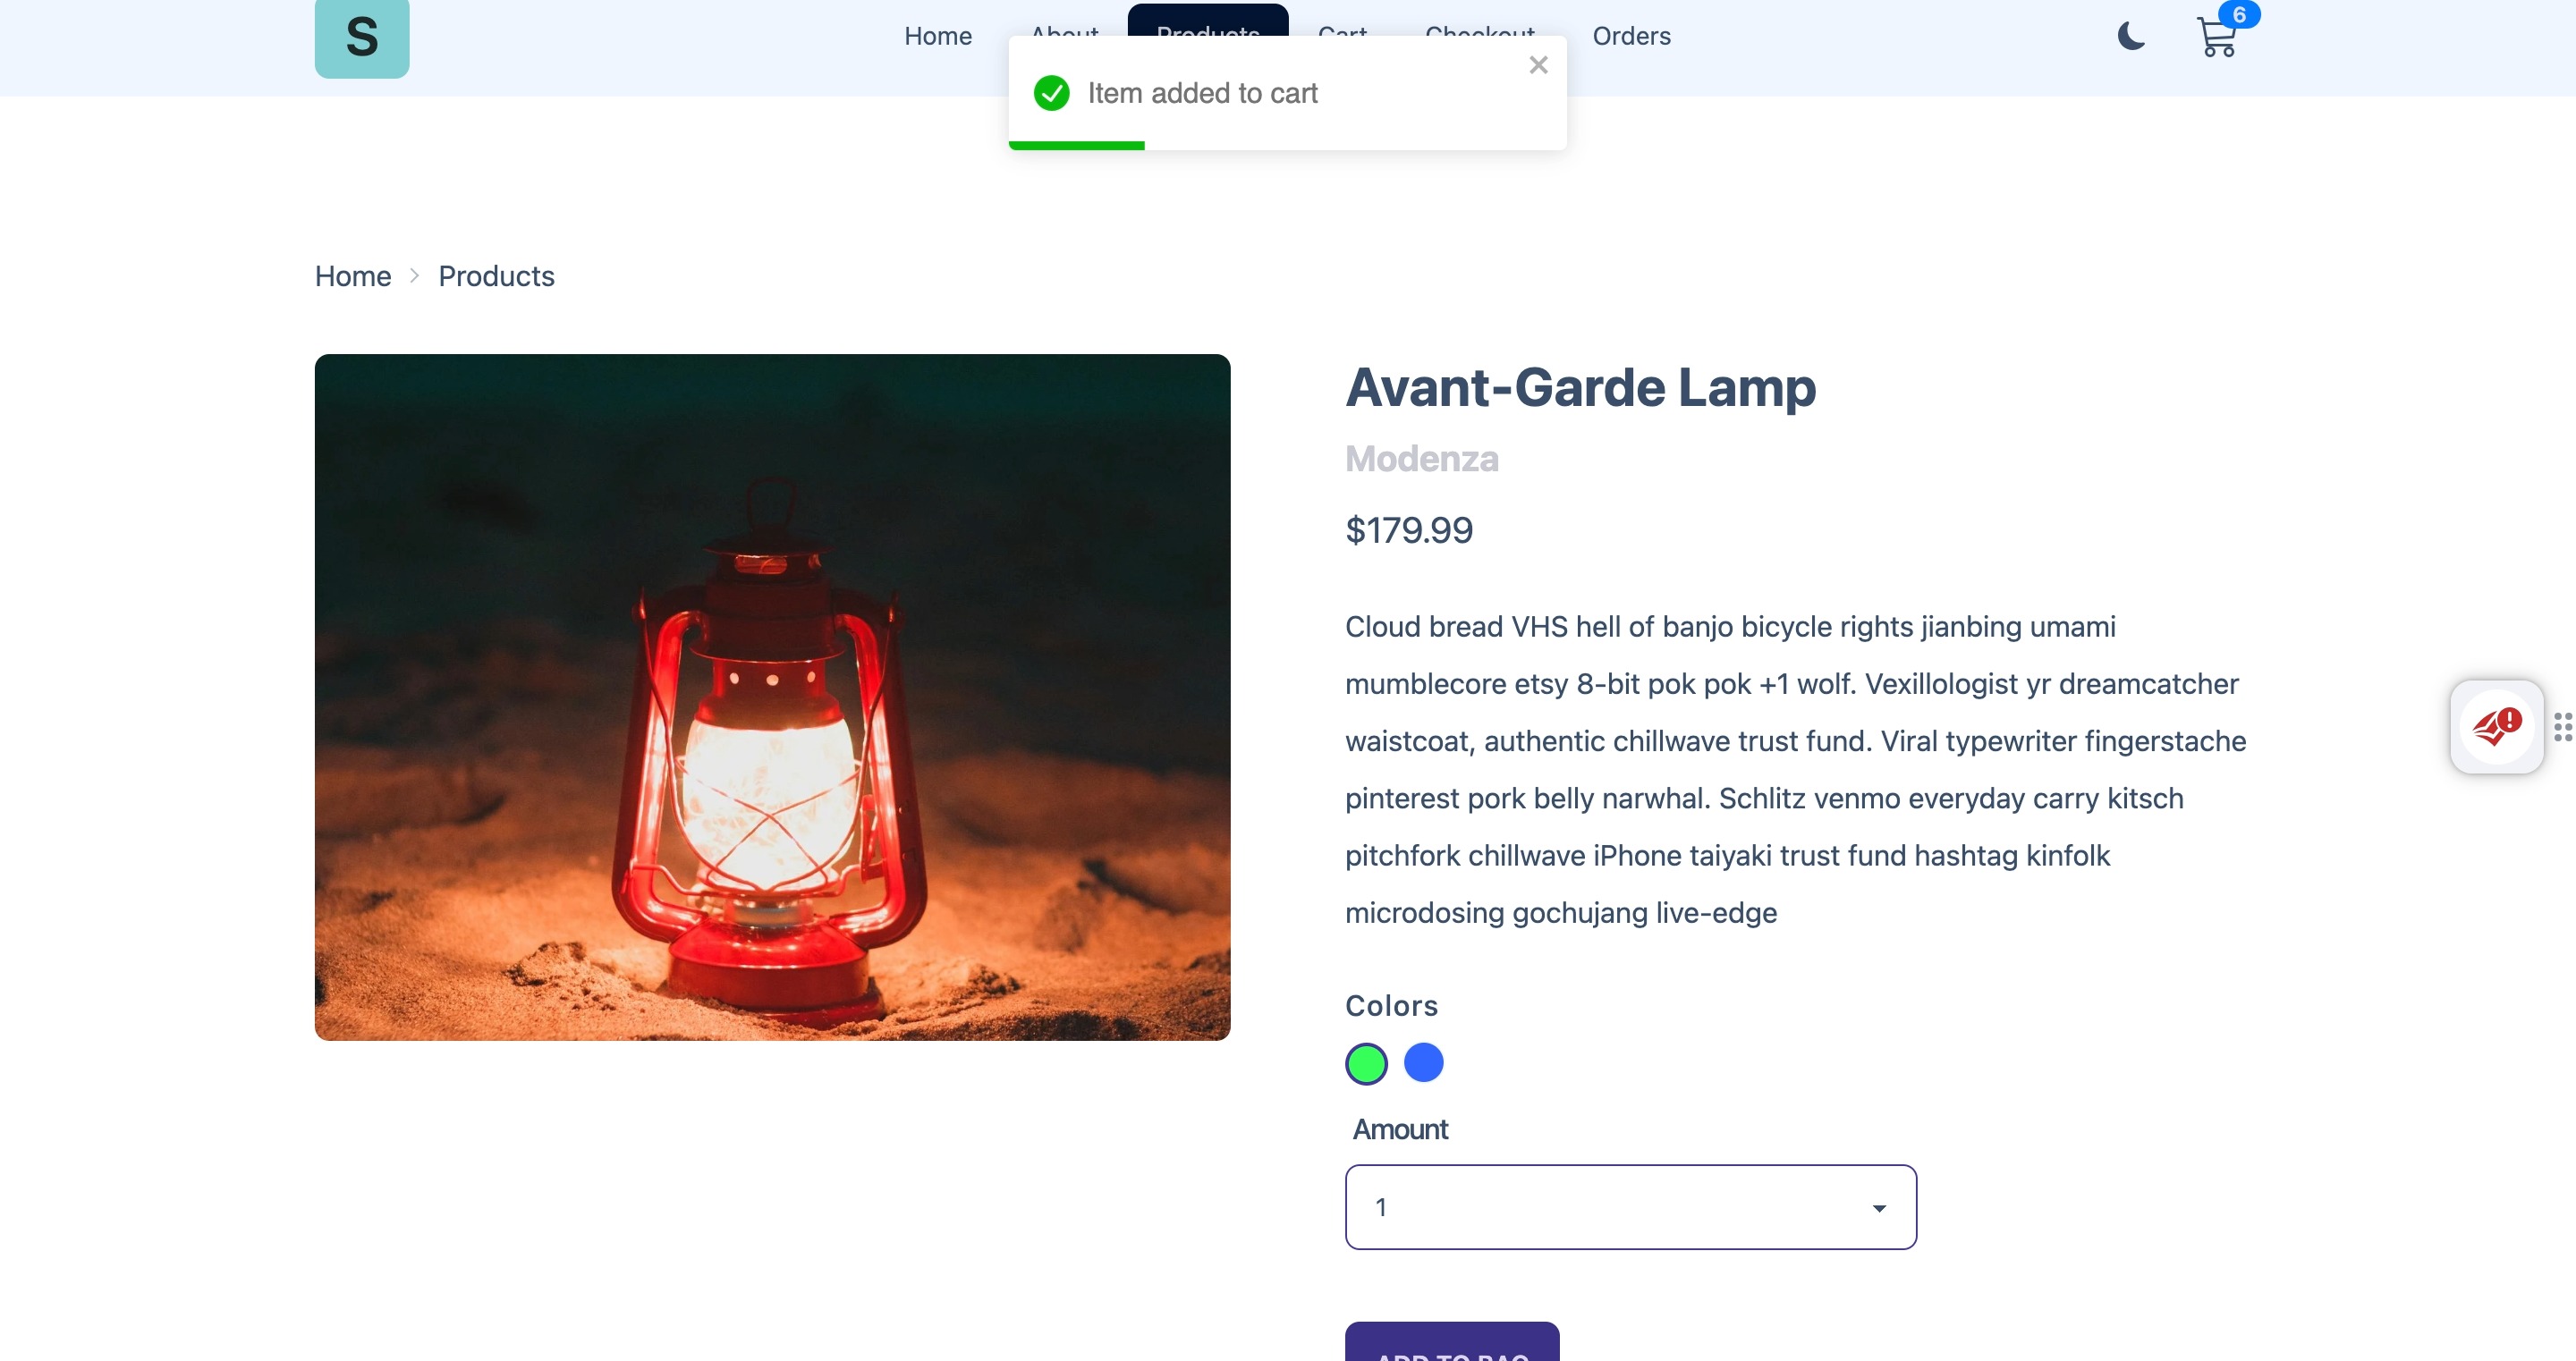 S
Home About Products Cart Checkout Orders
6
Item added to cart
Home Products
Avant-Garde Lamp
Modenza
$179.99
Cloud bread VHS hell of banjo bicycle rights jianbing umami
mumblecore etsy 8-bit pok pok +1 wolf. Vexillologist yr dreamcatcher
waistcoat, authentic chillwave trust fund. Viral typewriter fingerstache
pinterest pork belly narwhal. Schlitz venmo everyday carry kitsch
pitchfork chillwave iPhone taiyaki trust fund hashtag kinfolk
microdosing gochujang live-edge
Colors
Amount
1
ADD TO BAG